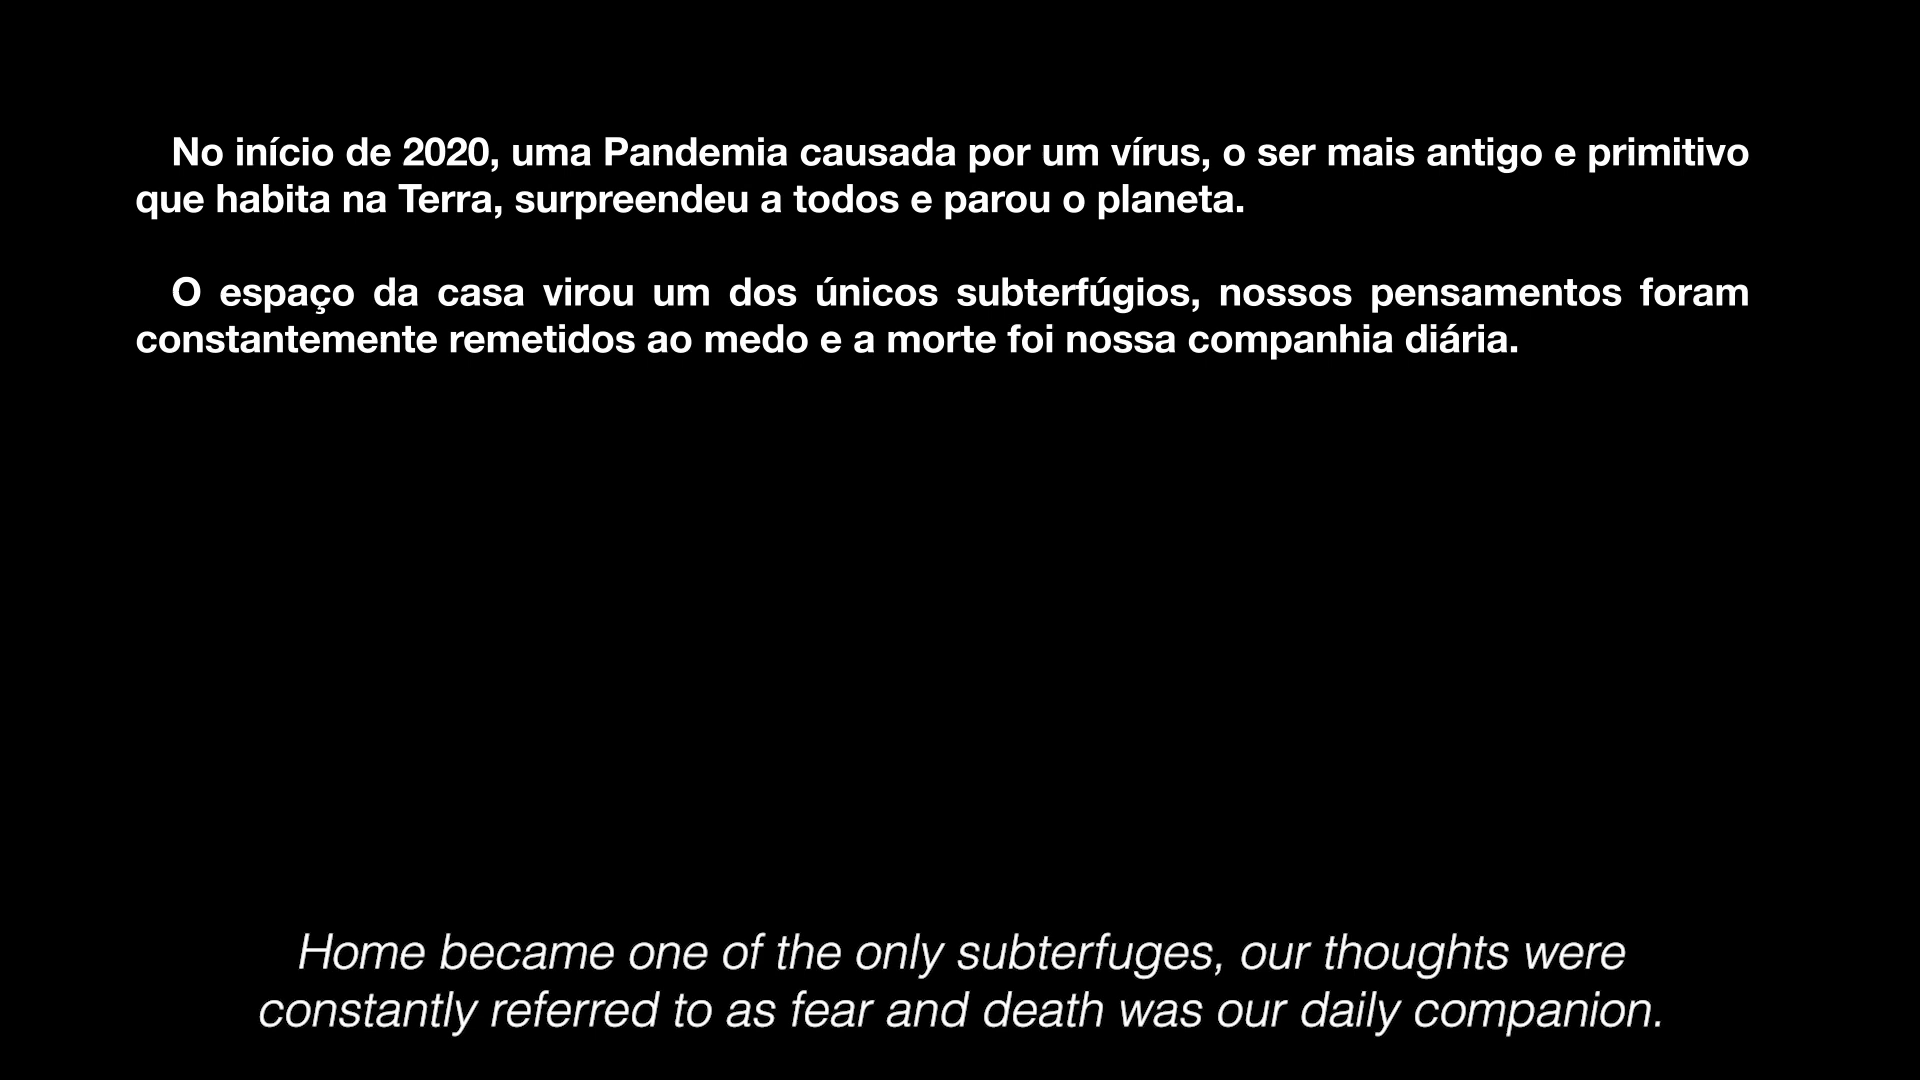 No início de 2020, uma Pandemia causada por um vírus, o ser mais antigo e primitivo
que habita na Terra, surpreendeu a todos e parou o planeta.
O espaço da casa virou um dos únicos subterfúgios, nossos pensamentos foram
constantemente remetidos ao medo e a morte foi nossa companhia diária.
Home became one of the only subterfuges, our thoughts were
constantly referred to as fear and death was our daily companion.